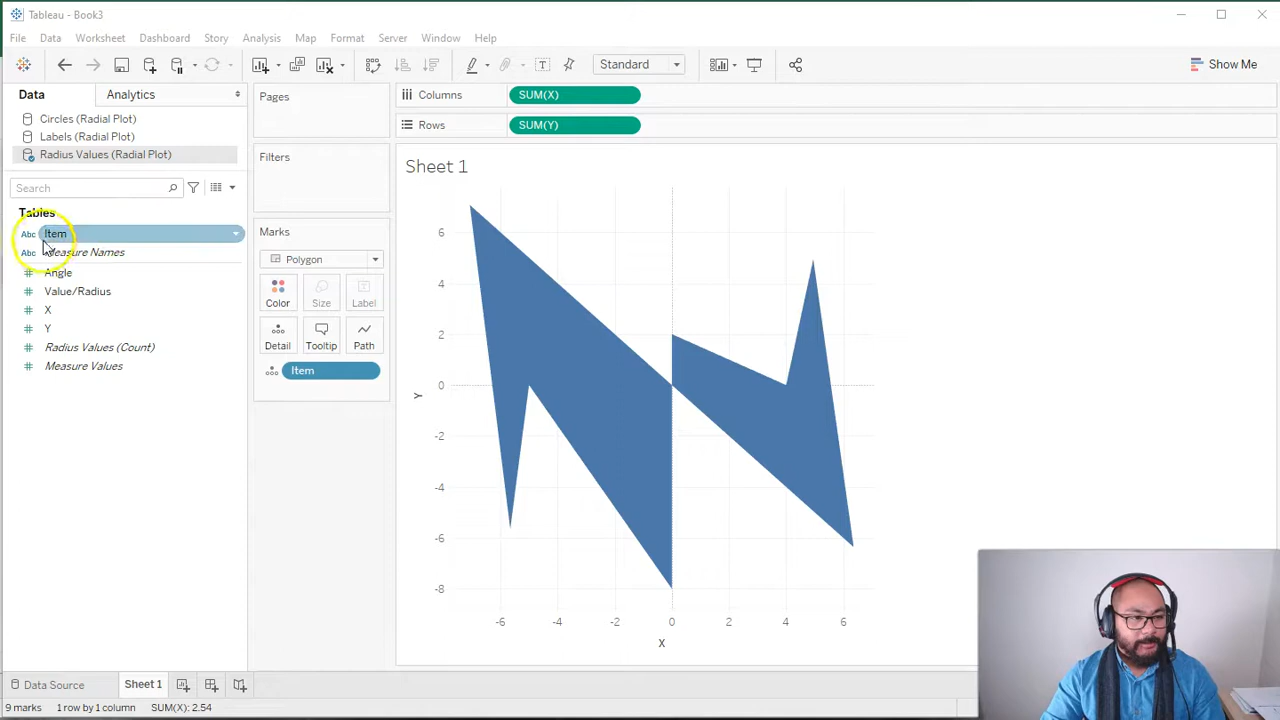 Tableau - Book3
File Data Worksheet Dashboard Story Analysis Map Format Server Window Help
Standard
Show Me
Data Analytics
Pages
Columns SUM(X)
Rows SUM(Y)
Circles (Radial Plot)
Labels (Radial Plot)
Radius Values (Radial Plot)
Search
Tables
Abc Item
Abc Measure Names
# Angle
# Value/Radius
# X
# Y
# Radius Values (Count)
# Measure Values
Filters
Marks
Polygon
Color Size Label
Detail Tooltip Path
Item
Sheet 1
6
4
2
0
-2
-4
-6
-8
Y
-6 -4 -2 0 2 4 6
X
Data Source Sheet 1
9 marks 1 row by 1 column SUM(X): 2.54